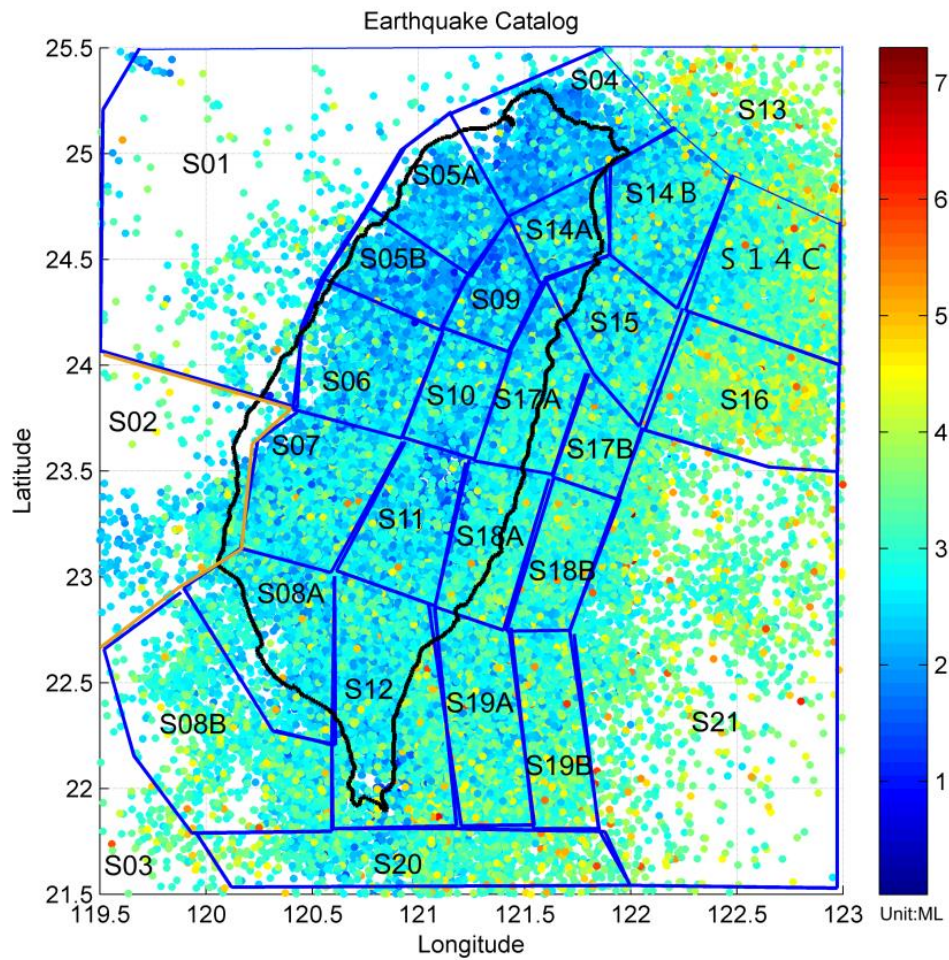 Earthquake Catalog
25.5
25
24.5
24
23.5
23
22.5
22
21.5
Latitude
119.5
120
120.5
121
121.5
122
122.5
123
Longitude
S04
S13
S01
S05A
S14 B
S14A
S05B
S 1 4 C
S09
S15
S06
S10
S17A
S16
S02
S07
S17B
S11
S18A
S18B
S08A
S12
S19A
S21
S08B
S19B
S03
S20
7
6
5
4
3
2
1
Unit:ML